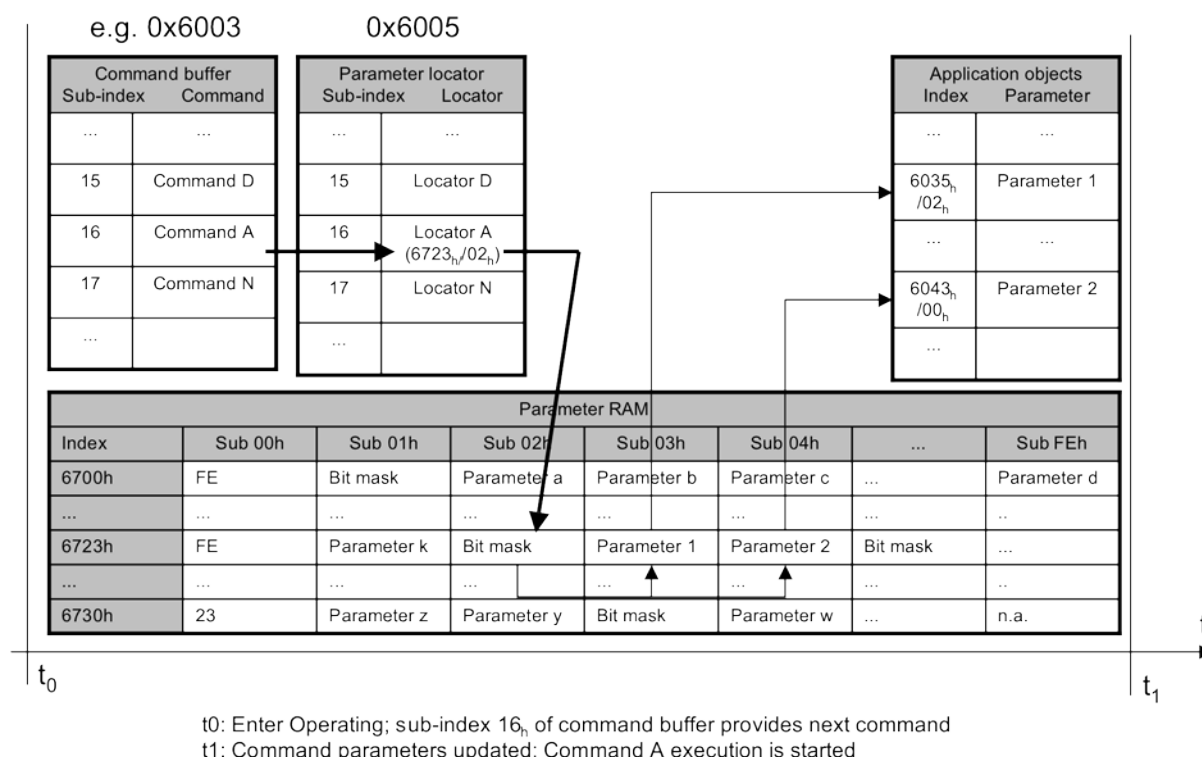 e.g. 0x6003 0x6005
Command buffer
Sub-index Command
... ...
15 Command D
16 Command A
17 Command N
...
Parameter locator
Sub-index Locator
... ...
15 Locator D
16 Locator A
(6723h/02h)
17 Locator N
...
Application objects
Index Parameter
... ...
6035h Parameter 1
/02h
... ...
6043h Parameter 2
/00h
...
Parameter RAM
Index Sub 00h Sub 01h Sub 02h Sub 03h Sub 04h ... Sub FEh
6700h FE Bit mask Parameter a Parameter b Parameter c ... Parameter d
... ... ... ... ... ... ..
6723h FE Parameter k Bit mask Parameter 1 Parameter 2 Bit mask ...
... ... ... ... ... ... ..
6730h 23 Parameter z Parameter y Bit mask Parameter w ... n.a.
t0 t1
t0: Enter Operating; sub-index 16h of command buffer provides next command
t1: Command parameters updated; Command A execution is started